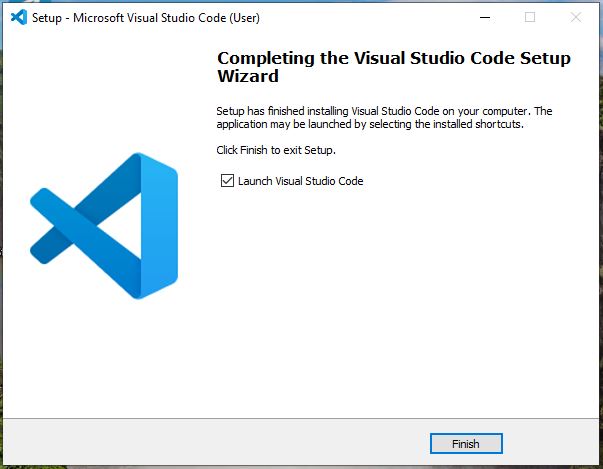 Setup - Microsoft Visual Studio Code (User)
Completing the Visual Studio Code Setup
Wizard
Setup has finished installing Visual Studio Code on your computer. The
application may be launched by selecting the installed shortcuts.
Click Finish to exit Setup.
Launch Visual Studio Code
Finish